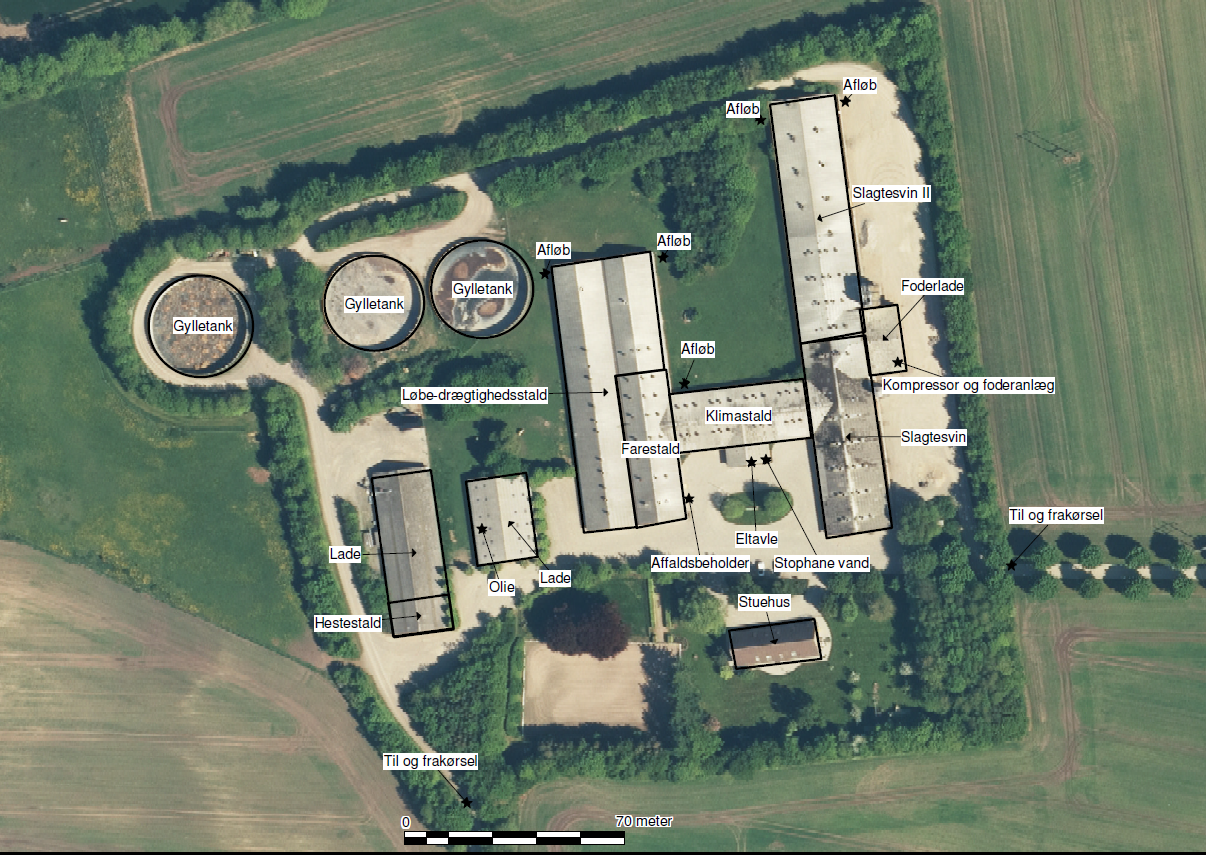 Afløb
Afløb
Slagtesvin II
Afløb
Afløb
Foderlade
Gylletank
Gylletank
Gylletank
Afløb
Kompressor og foderanlæg
Løbe-drægtighedsstald
Klimastald
Slagtesvin
Farestald
Til og frakørsel
Eltavle
Lade
Affaldsbeholder
Stophane vand
Lade
Olie
Stuehus
Hestestald
Til og frakørsel
0
70 meter